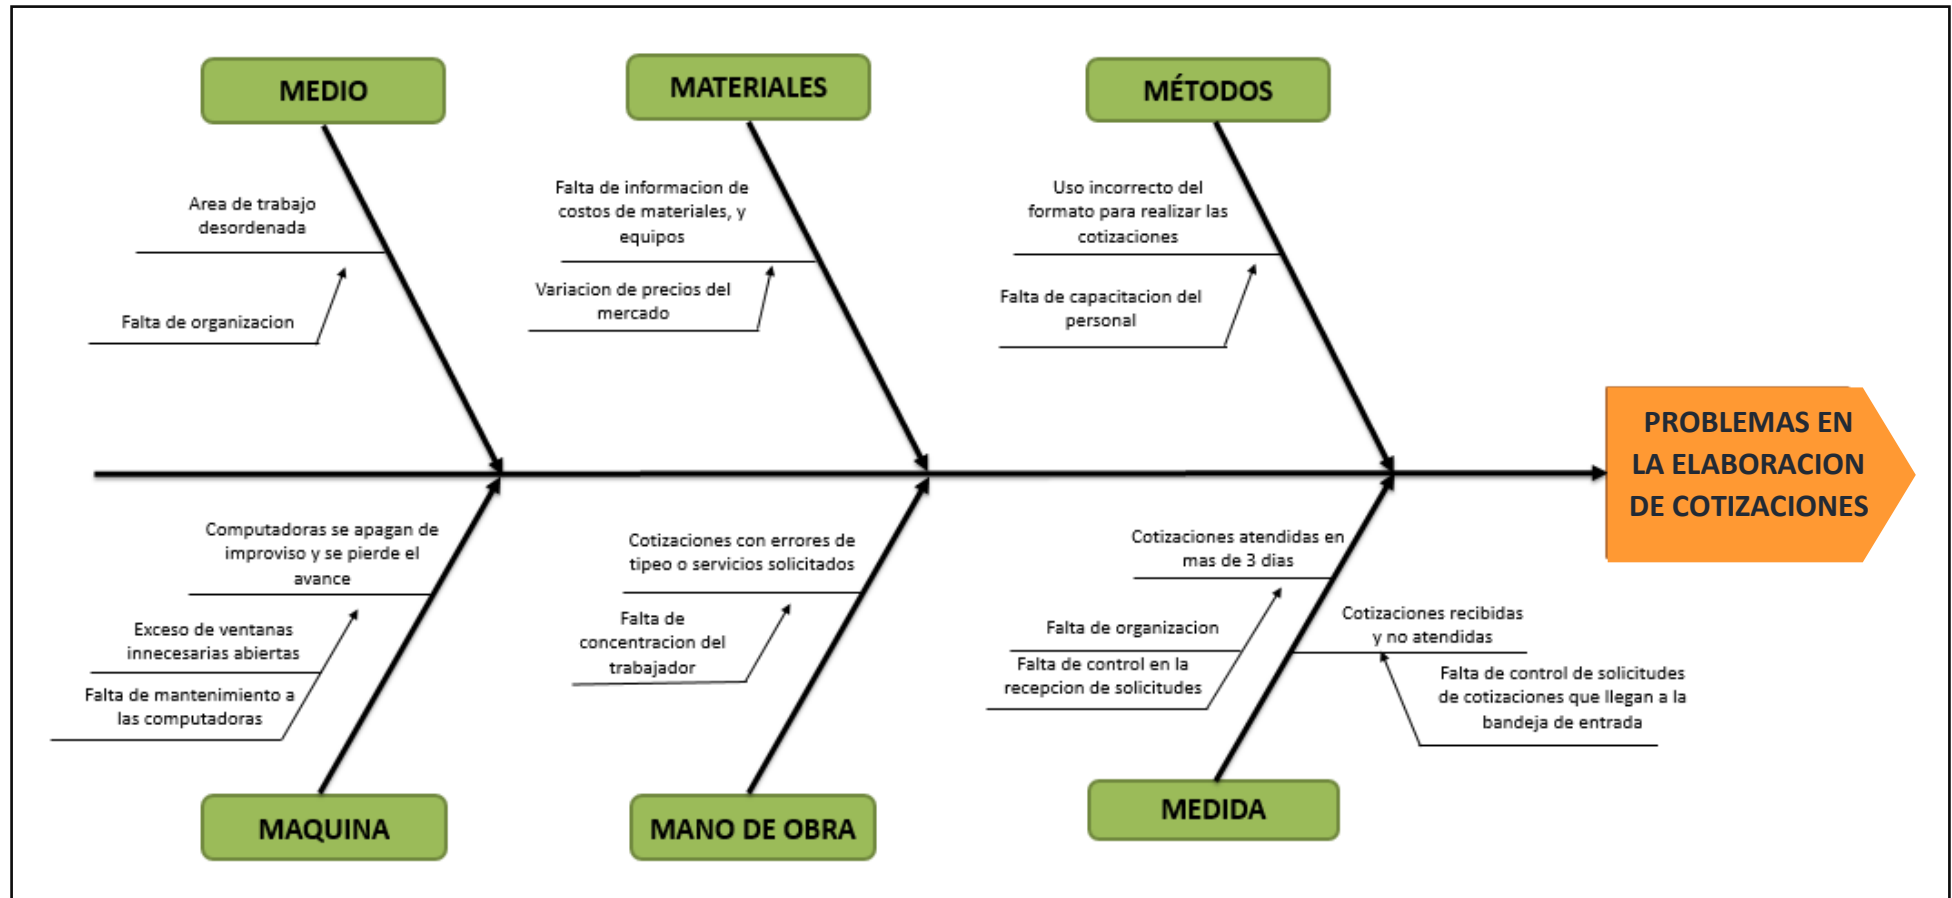 MEDIO
MATERIALES
MÉTODOS
Area de trabajo
desordenada
Falta de organizacion
Falta de informacion de
costos de materiales, y
equipos
Variacion de precios del
mercado
Uso incorrecto del
formato para realizar las
cotizaciones
Falta de capacitacion del
personal
PROBLEMAS EN
LA ELABORACION
DE COTIZACIONES
Computadoras se apagan de
improviso y se pierde el
avance
Exceso de ventanas
innecesarias abiertas
Falta de mantenimiento a
las computadoras
Cotizaciones con errores de
tipeo o servicios solicitados
Falta de
concentracion del
trabajador
Cotizaciones atendidas en
mas de 3 dias
Falta de organizacion
Falta de control en la
recepcion de solicitudes
Cotizaciones recibidas
y no atendidas
Falta de control de solicitudes
de cotizaciones que llegan a la
bandeja de entrada
MAQUINA
MANO DE OBRA
MEDIDA